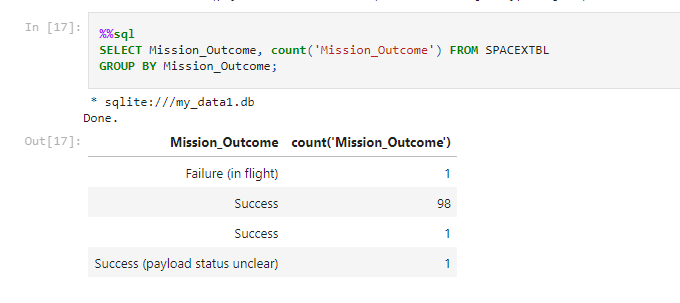 In [17]:
%%sql
SELECT Mission_Outcome, count('Mission_Outcome') FROM SPACEXTBL
GROUP BY Mission_Outcome;
* sqlite:///my_data1.db
Done.
Out[17]:
Mission_Outcome count('Mission_Outcome')
Failure (in flight) 1
Success 98
Success 1
Success (payload status unclear) 1